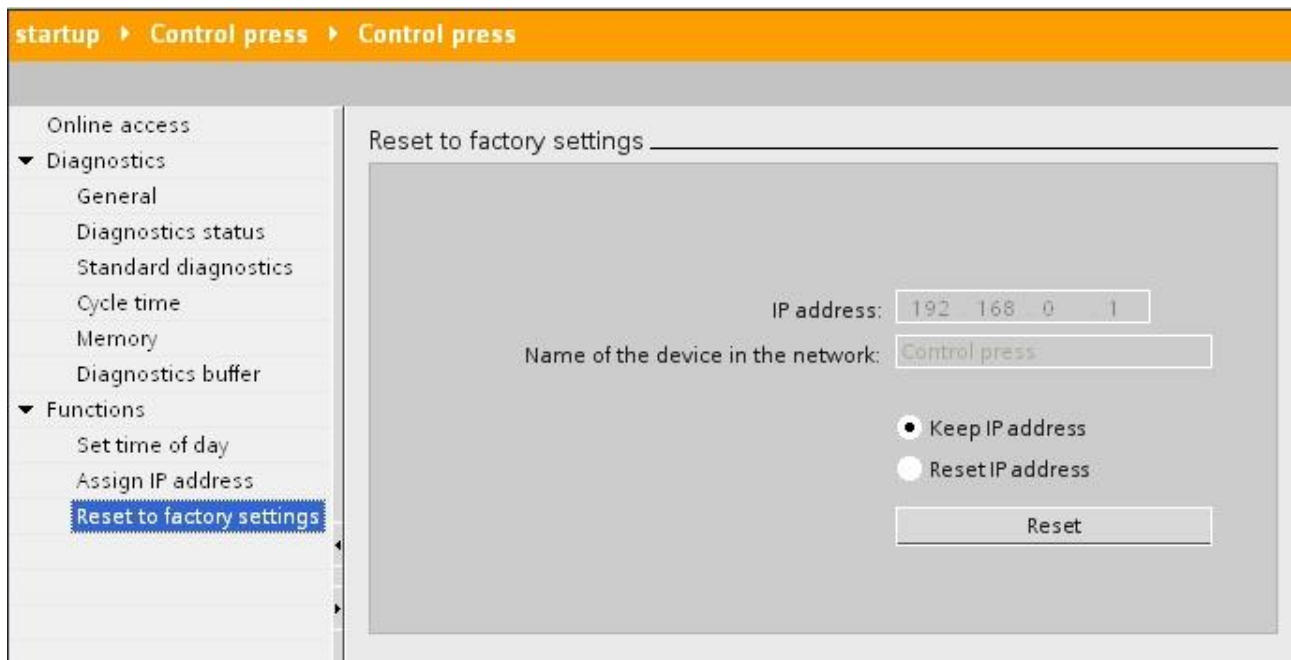 startup Control press Control press
Online access
Diagnostics
General
Diagnostics status
Standard diagnostics
Cycle time
Memory
Diagnostics buffer
Functions
Set time of day
Assign IP address
Reset to factory settings
Reset to factory settings
IP address: 192 . 168 . 0 . 1
Name of the device in the network: Control press
Keep IP address
Reset IP address
Reset